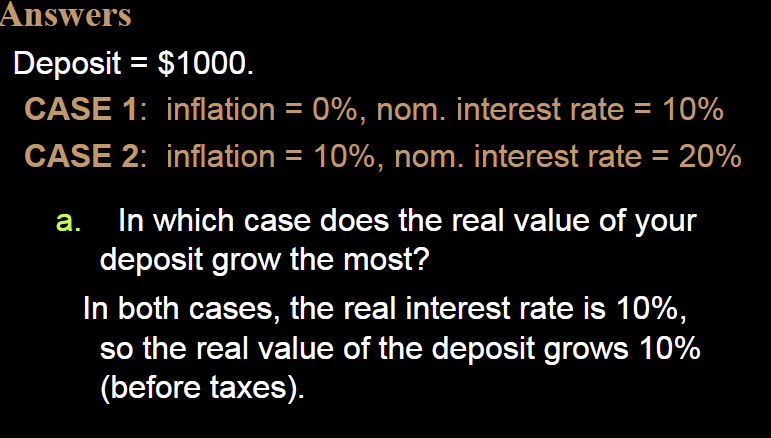 Answers
Deposit = $1000.
CASE 1: inflation = 0%, nom. interest rate = 10%
CASE 2: inflation = 10%, nom. interest rate = 20%
a. In which case does the real value of your
deposit grow the most?
In both cases, the real interest rate is 10%,
so the real value of the deposit grows 10%
(before taxes).